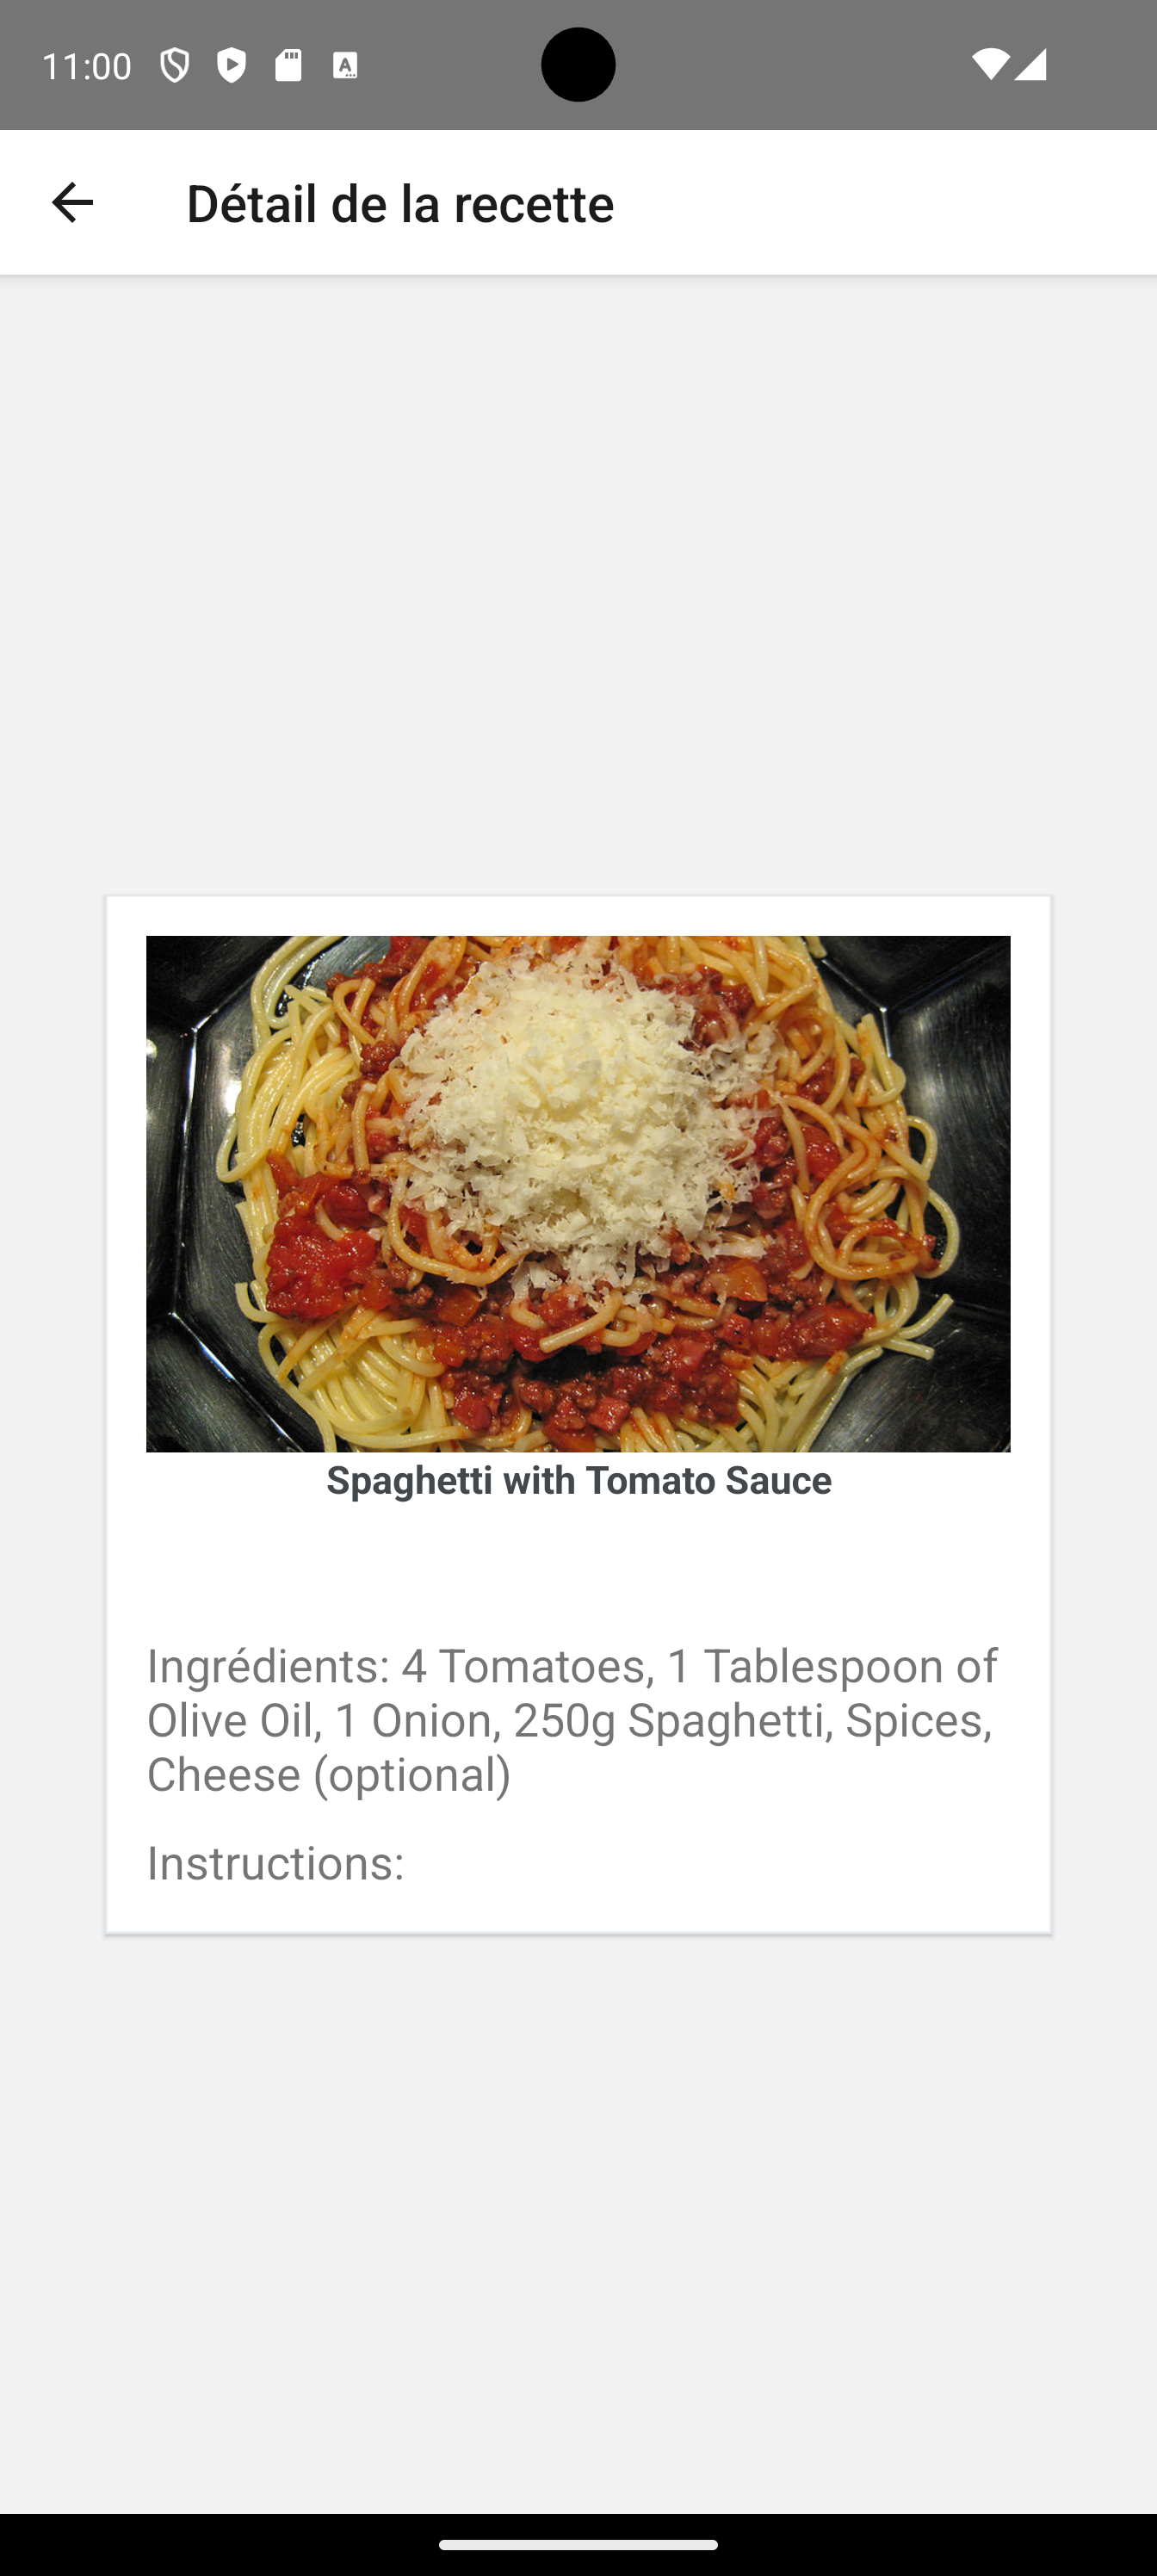 11:00
Détail de la recette
Spaghetti with Tomato Sauce
Ingrédients: 4 Tomatoes, 1 Tablespoon of
Olive Oil, 1 Onion, 250g Spaghetti, Spices,
Cheese (optional)
Instructions: